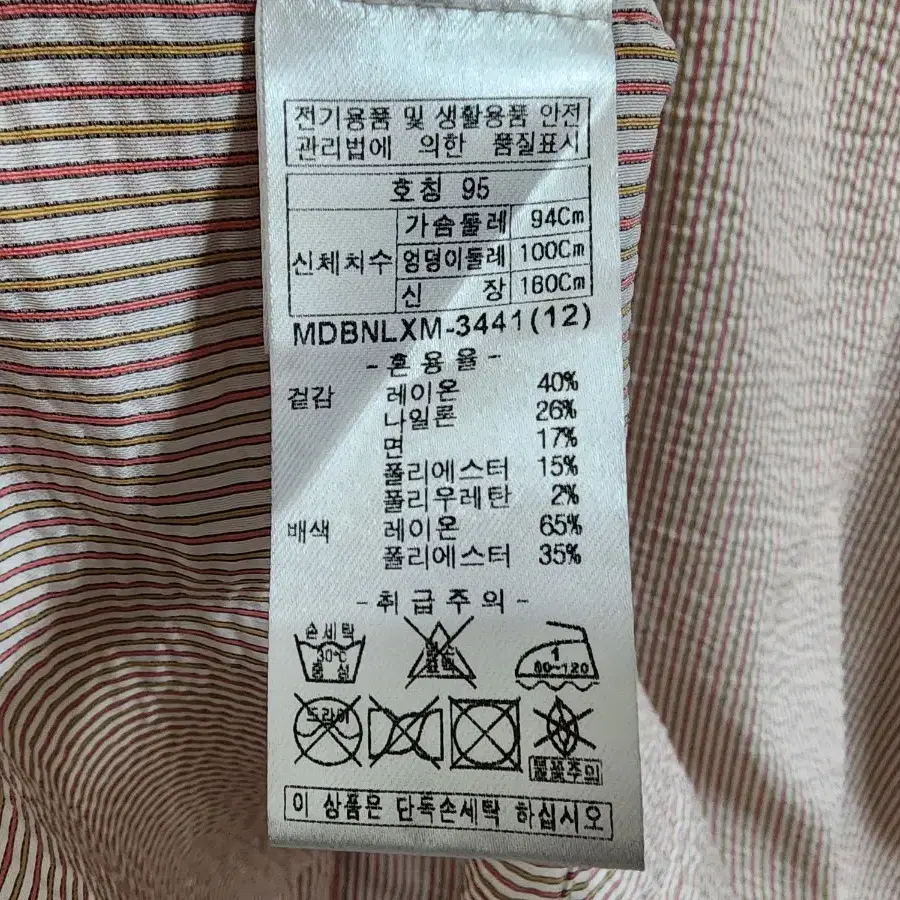 전기용품 및 생활용품 안전
관리법에 의한 품질표시
호칭 95
신체치수
가슴둘레 94Cm
엉덩이둘레 100Cm
신 장 160Cm
MDBNLXM-3441(12)
-혼용율-
겉감 레이온 40%
나일론 26%
면 17%
폴리에스터 15%
폴리우레탄 2%
배색 레이온 65%
폴리에스터 35%
-취급주의-
손세탁
30℃
중성
1
80~120
드라이
이 상품은 단독손세탁 하십시오